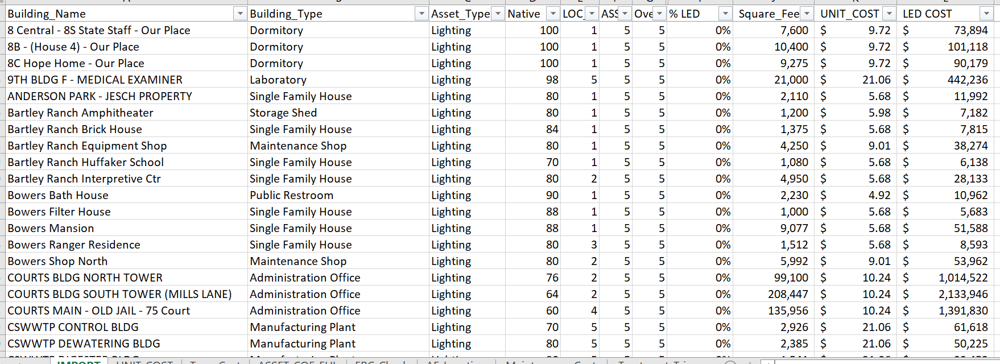 Building_Name Building_Type Asset_Type Native LOC_ ASS Ove % LED Square_Fee UNIT_COST LED COST
8 Central - 8S State Staff - Our Place Dormitory Lighting 100 1 5 5 0% 7,600 $ 9.72 $ 73,894
8B - (House 4) - Our Place Dormitory Lighting 100 1 5 5 0% 10,400 $ 9.72 $ 101,118
8C Hope Home - Our Place Dormitory Lighting 100 1 5 5 0% 9,275 $ 9.72 $ 90,179
9TH BLDG F - MEDICAL EXAMINER Laboratory Lighting 98 5 5 5 0% 21,000 $ 21.06 $ 442,236
ANDERSON PARK - JESCH PROPERTY Single Family House Lighting 80 1 5 5 0% 2,110 $ 5.68 $ 11,992
Bartley Ranch Amphitheater Storage Shed Lighting 80 1 5 5 0% 1,200 $ 5.98 $ 7,182
Bartley Ranch Brick House Single Family House Lighting 84 1 5 5 0% 1,375 $ 5.68 $ 7,815
Bartley Ranch Equipment Shop Maintenance Shop Lighting 80 1 5 5 0% 4,250 $ 9.01 $ 38,274
Bartley Ranch Huffaker School Single Family House Lighting 70 1 5 5 0% 1,080 $ 5.68 $ 6,138
Bartley Ranch Interpretive Ctr Single Family House Lighting 80 2 5 5 0% 4,950 $ 5.68 $ 28,133
Bowers Bath House Public Restroom Lighting 90 1 5 5 0% 2,230 $ 4.92 $ 10,962
Bowers Filter House Single Family House Lighting 88 1 5 5 0% 1,000 $ 5.68 $ 5,683
Bowers Mansion Single Family House Lighting 88 1 5 5 0% 9,077 $ 5.68 $ 51,588
Bowers Ranger Residence Single Family House Lighting 80 3 5 5 0% 1,512 $ 5.68 $ 8,593
Bowers Shop North Maintenance Shop Lighting 80 2 5 5 0% 5,992 $ 9.01 $ 53,962
COURTS BLDG NORTH TOWER Administration Office Lighting 76 2 5 5 0% 99,100 $ 10.24 $ 1,014,522
COURTS BLDG SOUTH TOWER (MILLS LANE) Administration Office Lighting 64 2 5 5 0% 208,447 $ 10.24 $ 2,133,946
COURTS MAIN - OLD JAIL - 75 Court Administration Office Lighting 60 4 5 5 0% 135,956 $ 10.24 $ 1,391,830
CSWWTP CONTROL BLDG Manufacturing Plant Lighting 70 5 5 5 0% 2,926 $ 21.06 $ 61,618
CSWWTP DEWATERING BLDG Manufacturing Plant Lighting 80 5 5 5 0% 2,385 $ 21.06 $ 50,225
IMPORT UNIT_COST